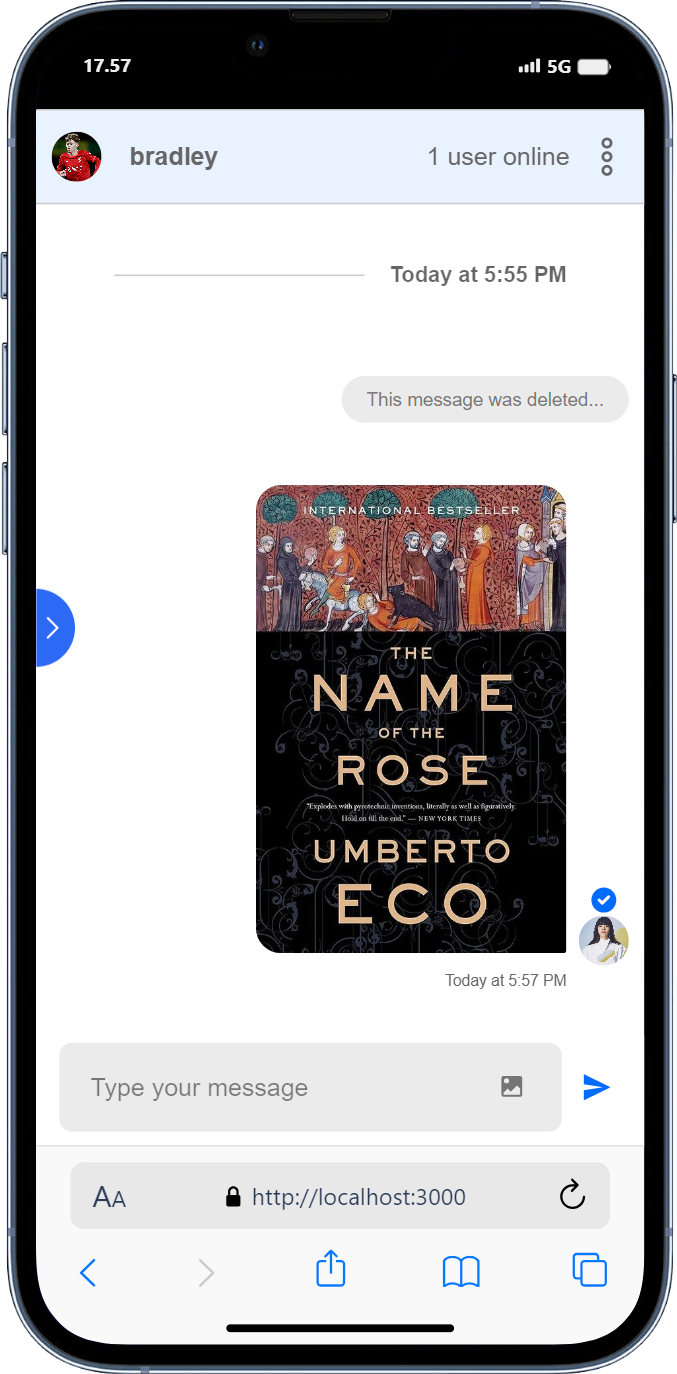 17.57
5G
bradley
1 user online
Today at 5:55 PM
This message was deleted...
INTERNATIONAL BESTSELLER
THE
NAME
OF THE
ROSE
"Explodes with pyrotechnic inventions, literally as well as figuratively.
Hold on till the end." — NEW YORK TIMES
UMBERTO
ECO
Today at 5:57 PM
Type your message
AA
http://localhost:3000